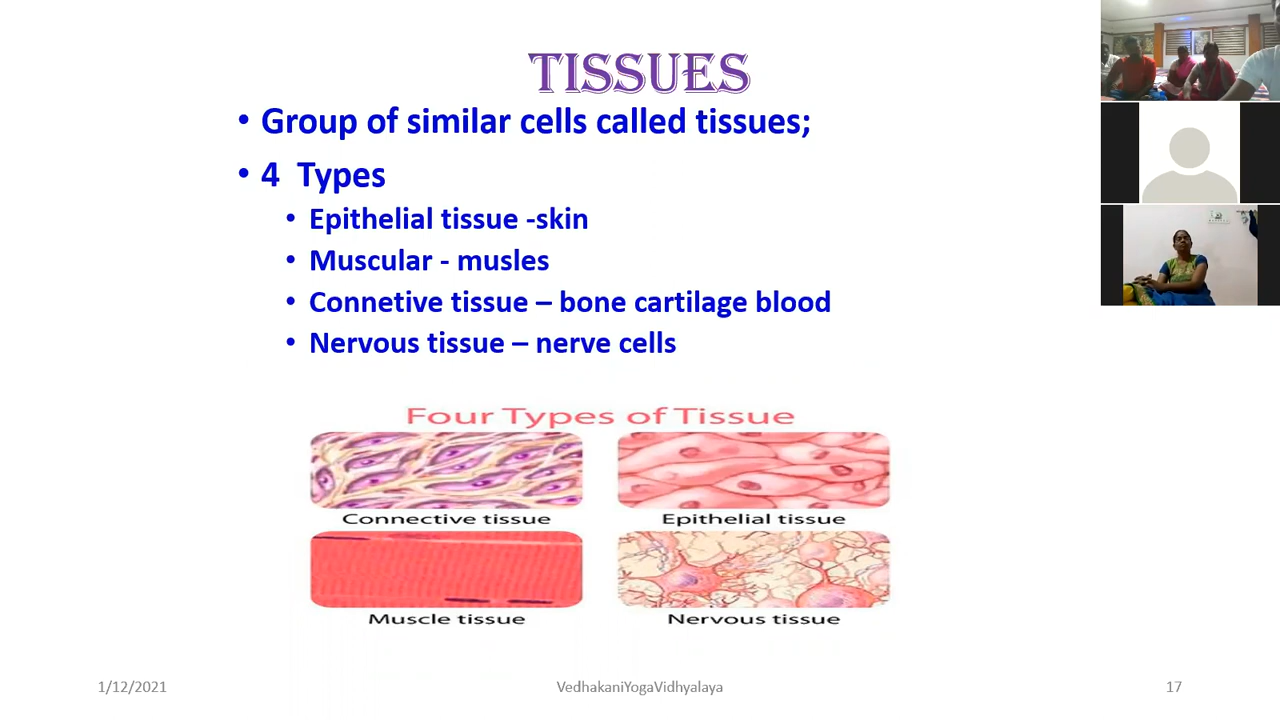 TISSUES
• Group of similar cells called tissues;
• 4 Types
• Epithelial tissue -skin
• Muscular - musles
• Connetive tissue – bone cartilage blood
• Nervous tissue – nerve cells
Four Types of Tissue
Connective tissue
Epithelial tissue
Muscle tissue
Nervous tissue
1/12/2021
VedhakaniYogaVidhyalaya
17